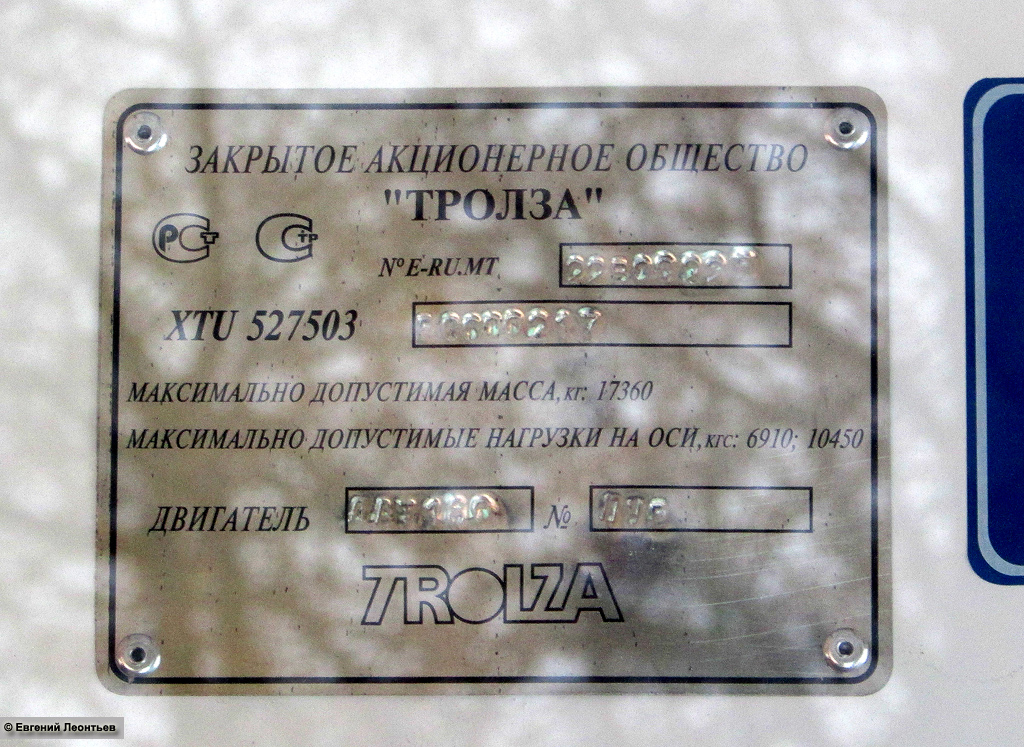 ЗАКРЫТОЕ АКЦИОНЕРНОЕ ОБЩЕСТВО
"ТРОЛЗА"
РСТ
№ E-RU.MT
XTU 527503
МАКСИМАЛЬНО ДОПУСТИМАЯ МАССА, кг: 17360
МАКСИМАЛЬНО ДОПУСТИМЫЕ НАГРУЗКИ НА ОСИ, кгс: 6910; 10450
ДВИГАТЕЛЬ №
TROLZA
© Евгений Леонтьев